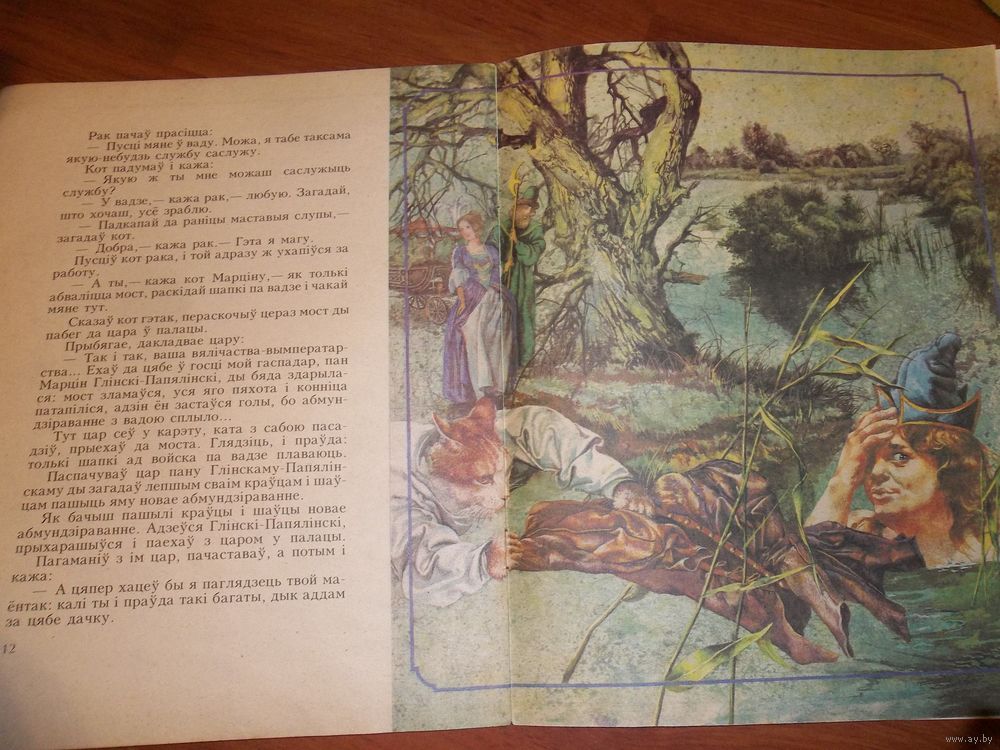 Рак пачаў прасіцца:
— Пусці мяне ў ваду. Можа, я табе таксама
якую-небудзь службу саслужу.
Кот падумаў і кажа:
— Якую ж ты мне можаш саслужыць
службу?
— У вадзе,— кажа рак,— любую. Загадай,
што хочаш, усё зраблю.
— Падкапай да раніцы маставыя слупы,—
загадаў кот.
— Добра,— кажа рак.— Гэта я магу.
Пусціў кот рака, і той адразу ж ухапіўся за
работу.
— А ты,— кажа кот Марціну,— як толькі
абваліцца мост, раскідай шапкі па вадзе і чакай
мяне тут.
Сказаў кот гэтак, пераскочыў цераз мост ды
пабег да цара ў палацы.
Прыбягае, дакладвае цару:
— Так і так, ваша вялічаства-вымператар-
ства... Ехаў да цябе ў госці мой гаспадар, пан
Марцін Глінскі-Папялінскі, ды бяда здарыла-
ся: мост зламаўся, уся яго пяхота і конніца
патапіліся, адзін ён застаўся голы, бо абмун-
дзіраванне з вадою сплыло...
Тут цар сеў у карэту, ката з сабою паса-
дзіў, прыехаў да моста. Глядзіць, і праўда:
толькі шапкі ад войска па вадзе плаваюць.
Паспачуваў цар пану Глінскаму-Папялін-
скаму ды загадаў лепшым сваім краўцам і шаў-
цам пашыць яму новае абмундзіраванне.
Як бачыш пашылі краўцы і шаўцы новае
абмундзіраванне. Адзеўся Глінскі-Папялінскі,
прыхарашыўся і паехаў з царом у палацы.
Пагаманіў з ім цар, пачаставаў, а потым і
кажа:
— А цяпер хацеў бы я паглядзець твой ма-
ёнтак: калі ты і праўда такі багаты, дык аддам
за цябе дачку.
12
www.ay.by